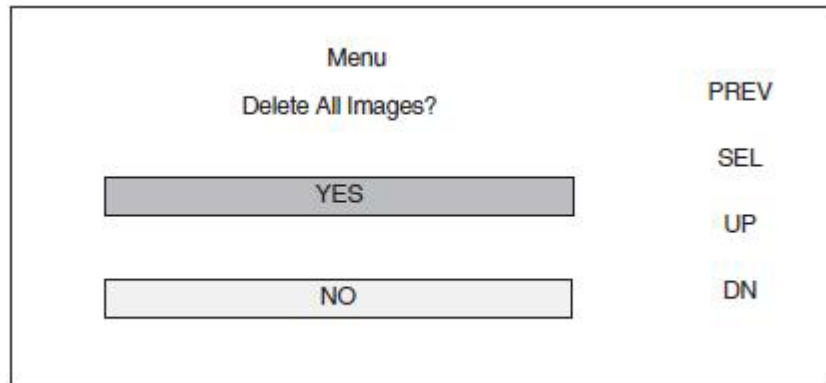 Menu
Delete All Images?
YES
NO
PREV
SEL
UP
DN